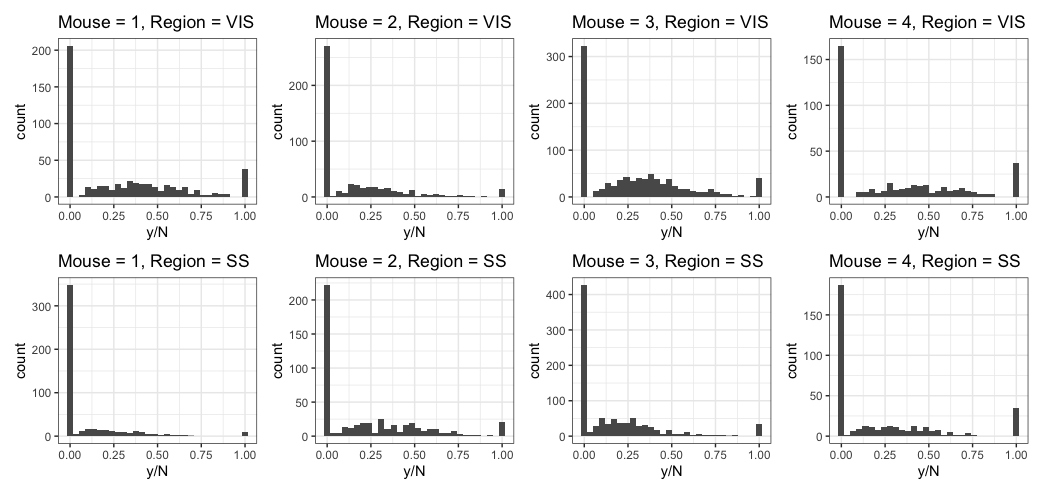 Mouse = 1, Region = VIS
200
150
100
50
0
count
0.00 0.25 0.50 0.75 1.00
y/N
Mouse = 2, Region = VIS
200
100
0
count
0.00 0.25 0.50 0.75 1.00
y/N
Mouse = 3, Region = VIS
300
200
100
0
count
0.00 0.25 0.50 0.75 1.00
y/N
Mouse = 4, Region = VIS
150
100
50
0
count
0.00 0.25 0.50 0.75 1.00
y/N
Mouse = 1, Region = SS
300
200
100
0
count
0.00 0.25 0.50 0.75 1.00
y/N
Mouse = 2, Region = SS
200
150
100
50
0
count
0.00 0.25 0.50 0.75 1.00
y/N
Mouse = 3, Region = SS
400
300
200
100
0
count
0.00 0.25 0.50 0.75 1.00
y/N
Mouse = 4, Region = SS
150
100
50
0
count
0.00 0.25 0.50 0.75 1.00
y/N